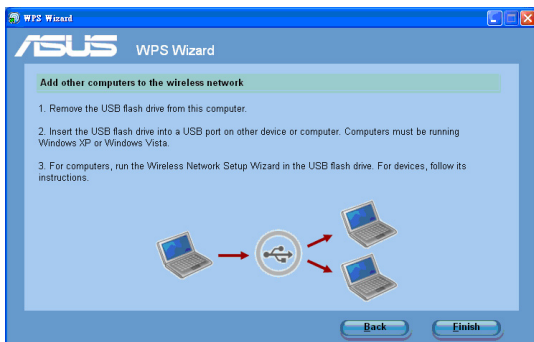 WPS Wizard
ASUS WPS Wizard
Add other computers to the wireless network
1. Remove the USB flash drive from this computer.
2. Insert the USB flash drive into a USB port on other device or computer. Computers must be running
Windows XP or Windows Vista.
3. For computers, run the Wireless Network Setup Wizard in the USB flash drive. For devices, follow its
instructions.
Back Finish